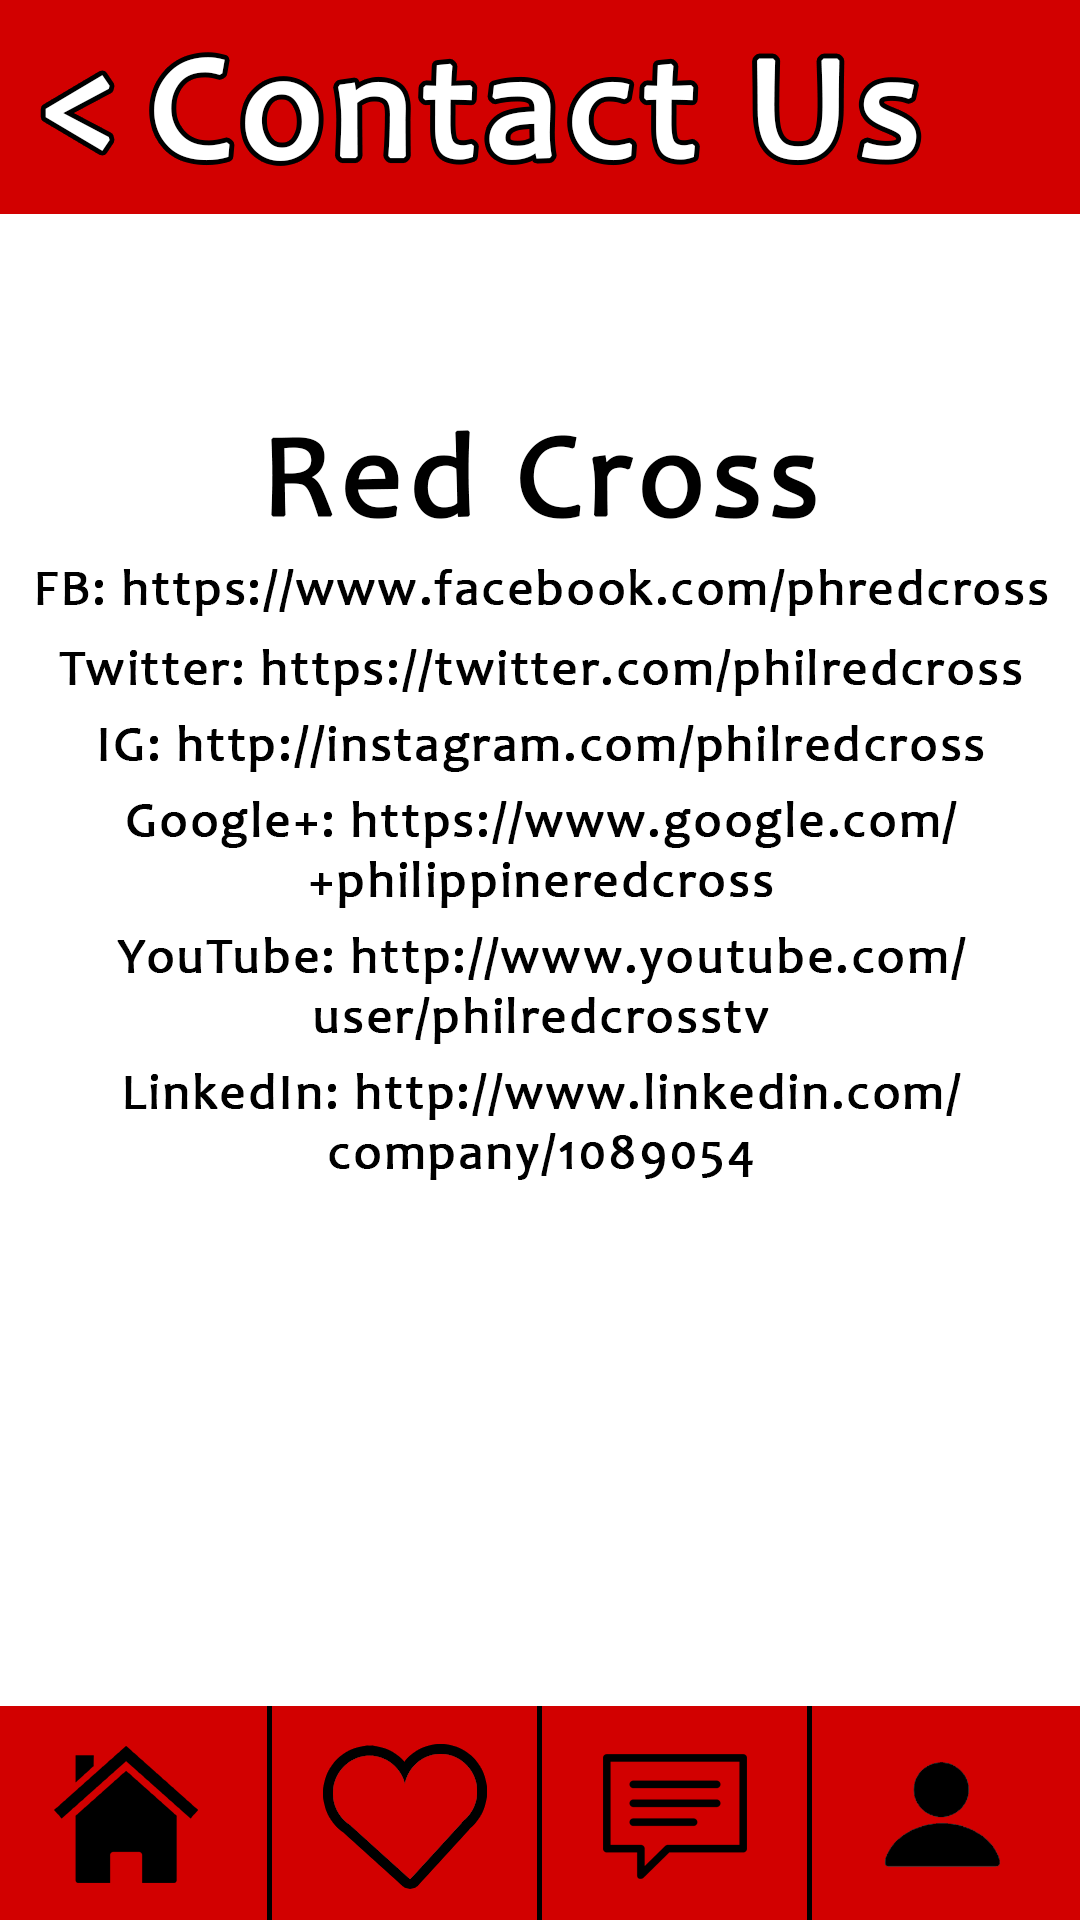 < Contact Us
Red Cross
FB: https://www.facebook.com/phredcross
Twitter: https://twitter.com/philredcross
IG: http://instagram.com/philredcross
Google+: https://www.google.com/
+philippineredcross
YouTube: http://www.youtube.com/
user/philredcrosstv
LinkedIn: http://www.linkedin.com/
company/1089054